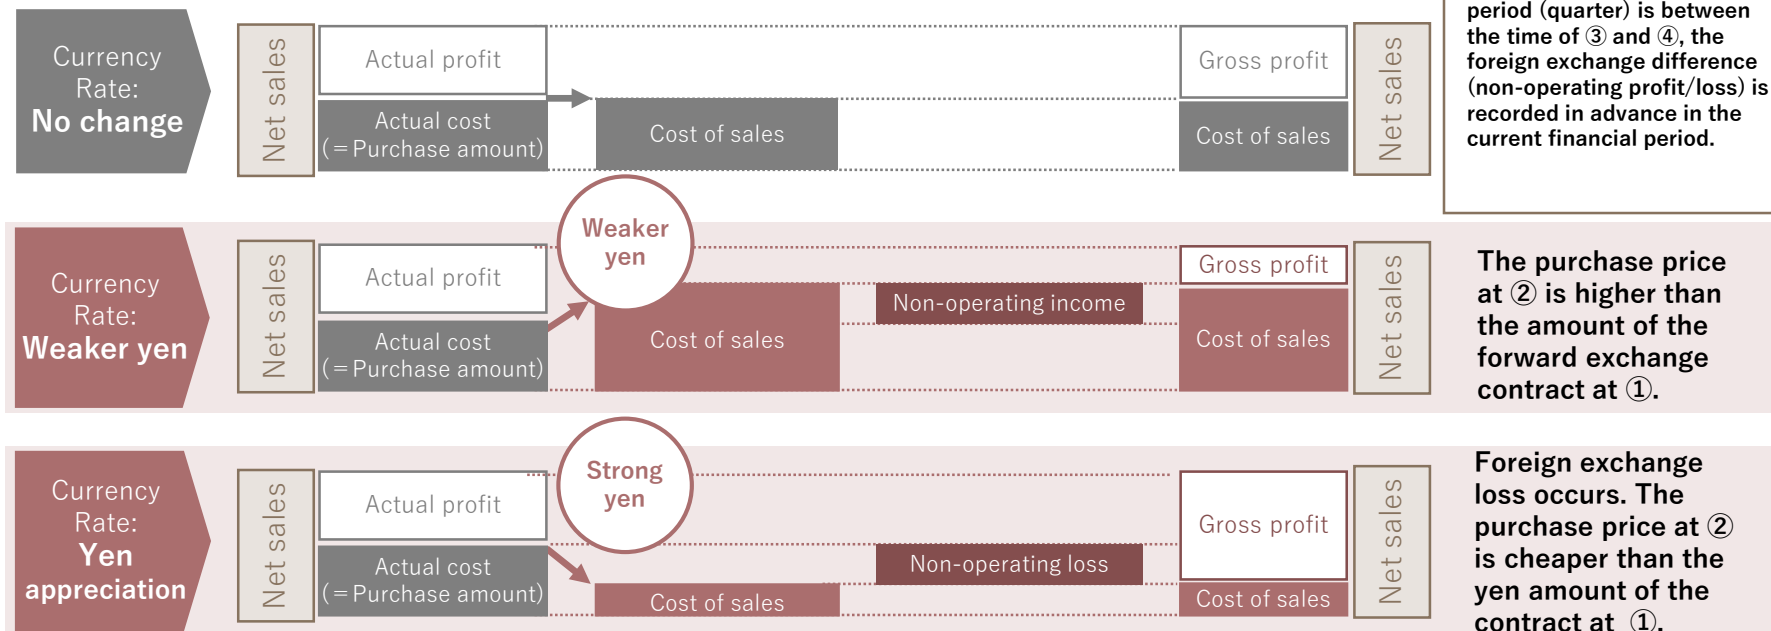 period (quarter) is between
the time of ③ and ④, the
foreign exchange difference
(non-operating profit/loss) is
recorded in advance in the
current financial period.
Currency
Rate:
No change
Net sales
Actual profit
Actual cost
(=Purchase amount)
Cost of sales
Gross profit
Cost of sales
Net sales
Currency
Rate:
Weaker yen
Net sales
Actual profit
Actual cost
(=Purchase amount)
Weaker
yen
Cost of sales
Non-operating income
Gross profit
Cost of sales
Net sales
The purchase price
at ② is higher than
the amount of the
forward exchange
contract at ①.
Currency
Rate:
Yen
appreciation
Net sales
Actual profit
Actual cost
(=Purchase amount)
Strong
yen
Cost of sales
Non-operating loss
Gross profit
Cost of sales
Net sales
Foreign exchange
loss occurs. The
purchase price at ②
is cheaper than the
yen amount of the
contract at ①.